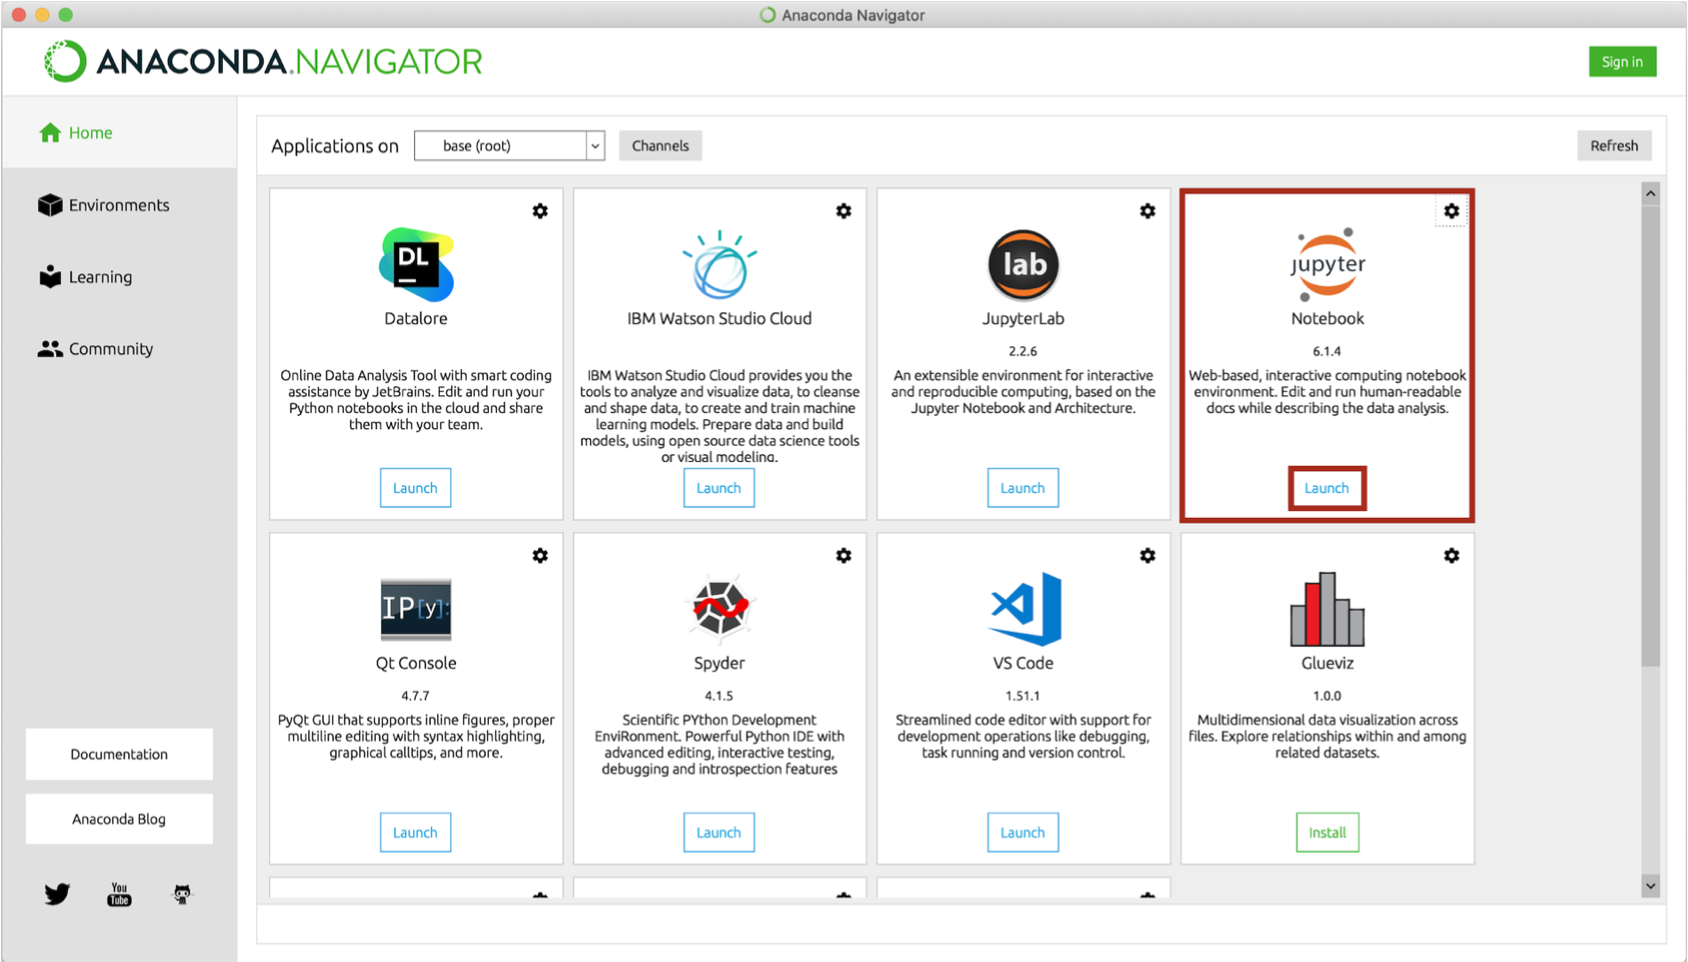 Anaconda Navigator
ANACONDA.NAVIGATOR
Sign in
Home
Environments
Learning
Community
Documentation
Anaconda Blog
You
Tube
Applications on
base (root)
Channels
Refresh
DL
Datalore
Online Data Analysis Tool with smart coding
assistance by JetBrains. Edit and run your
Python notebooks in the cloud and share
them with your team.
Launch
IBM Watson Studio Cloud
IBM Watson Studio Cloud provides you the
tools to analyze and visualize data, to cleanse
and shape data, to create and train machine
learning models. Prepare data and build
models, using open source data science tools
or visual modeling.
Launch
lab
JupyterLab
2.2.6
An extensible environment for interactive
and reproducible computing, based on the
Jupyter Notebook and Architecture.
Launch
jupyter
Notebook
6.1.4
Web-based, interactive computing notebook
environment. Edit and run human-readable
docs while describing the data analysis.
Launch
IP[y]:
Qt Console
4.7.7
PyQt GUI that supports inline figures, proper
multiline editing with syntax highlighting,
graphical calltips, and more.
Launch
Spyder
4.1.5
Scientific PYthon Development
EnviRonment. Powerful Python IDE with
advanced editing, interactive testing,
debugging and introspection features
Launch
VS Code
1.51.1
Streamlined code editor with support for
development operations like debugging,
task running and version control.
Launch
Glueviz
1.0.0
Multidimensional data visualization across
files. Explore relationships within and among
related datasets.
Install